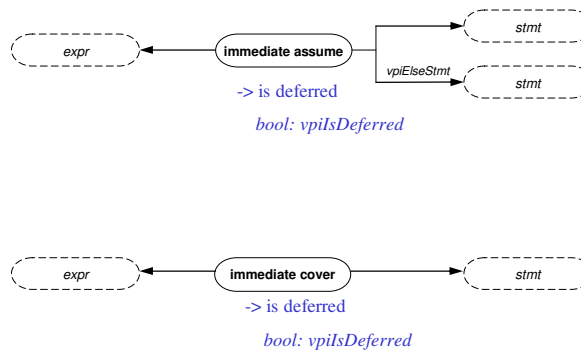 stmt
expr
immediate assume
vpiElseStmt
stmt
-> is deferred
bool: vpiIsDeferred
expr
immediate cover
stmt
-> is deferred
bool: vpiIsDeferred